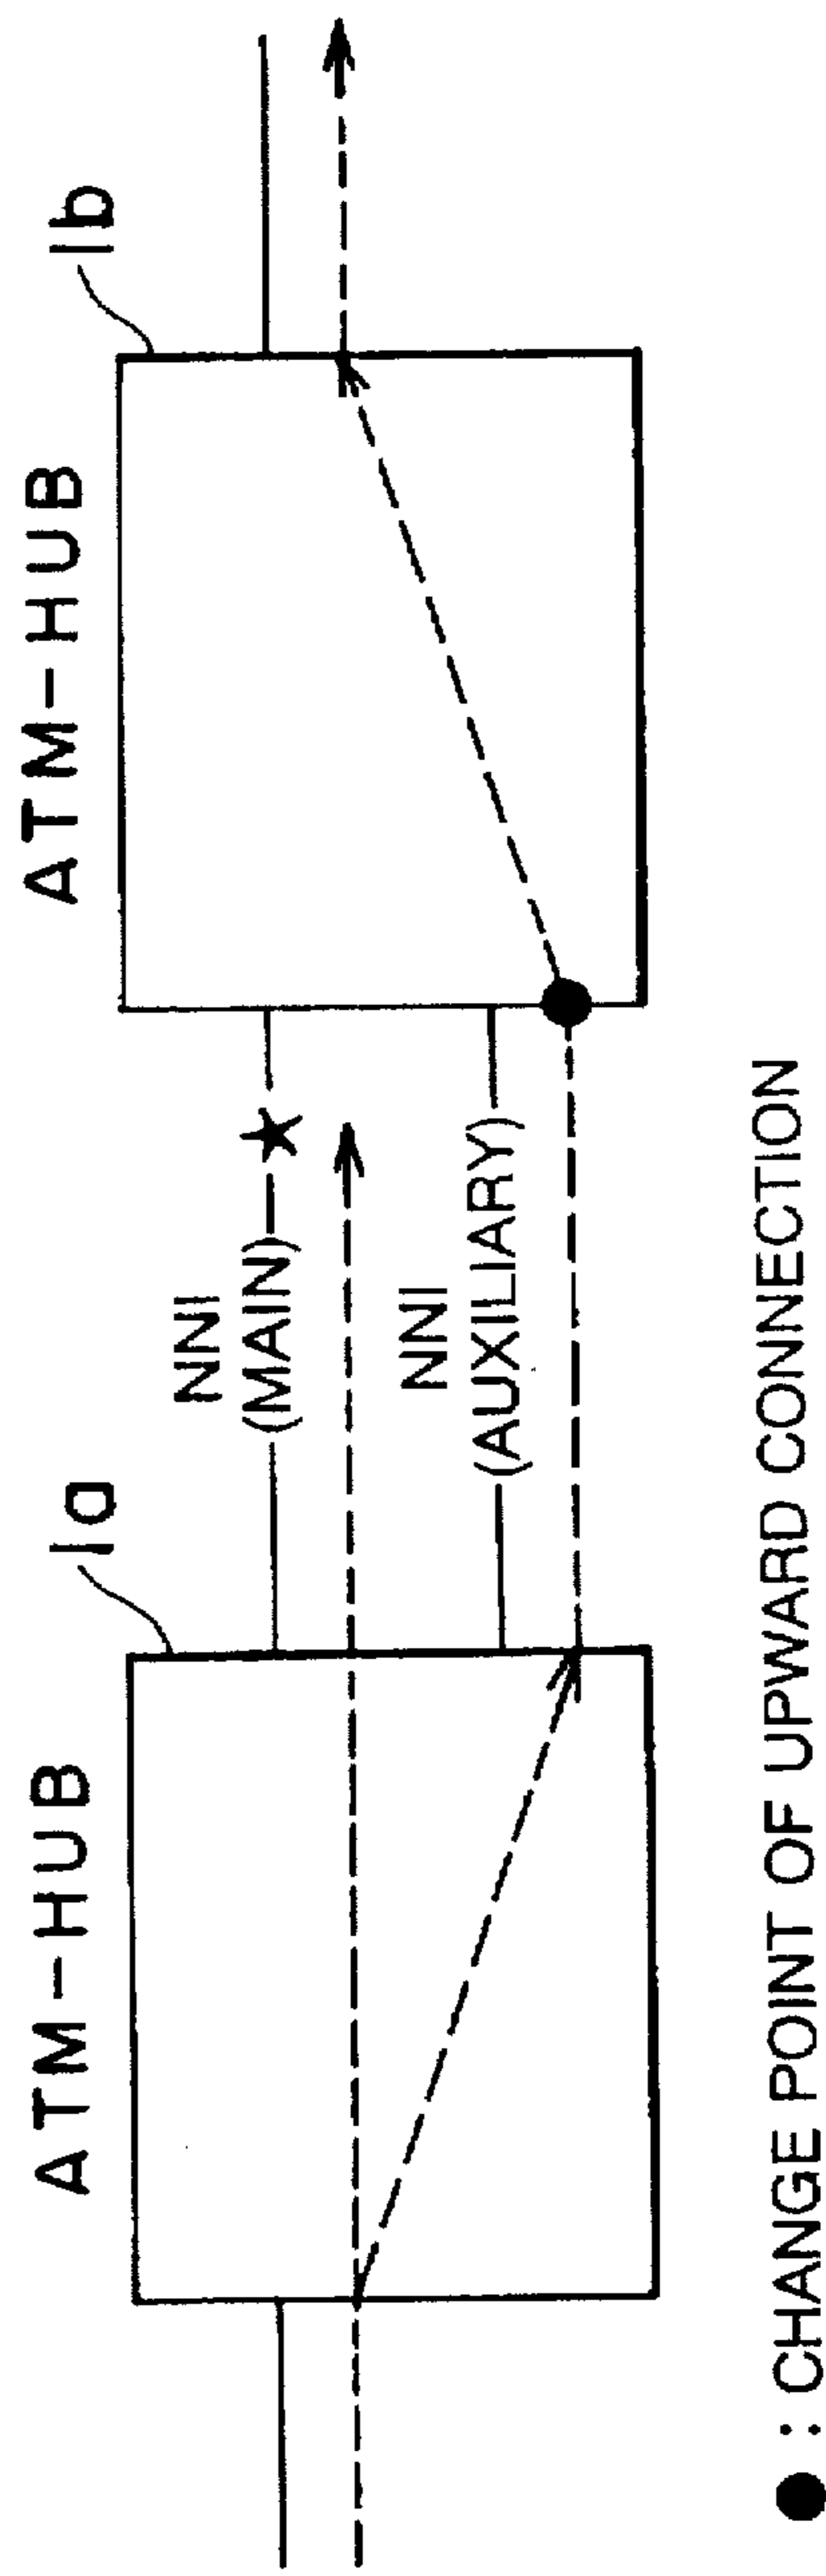 ATM-HUB
1a
NNI
(MAIN)
NNI
(AUXILIARY)
ATM-HUB
1b
● : CHANGE POINT OF UPWARD CONNECTION